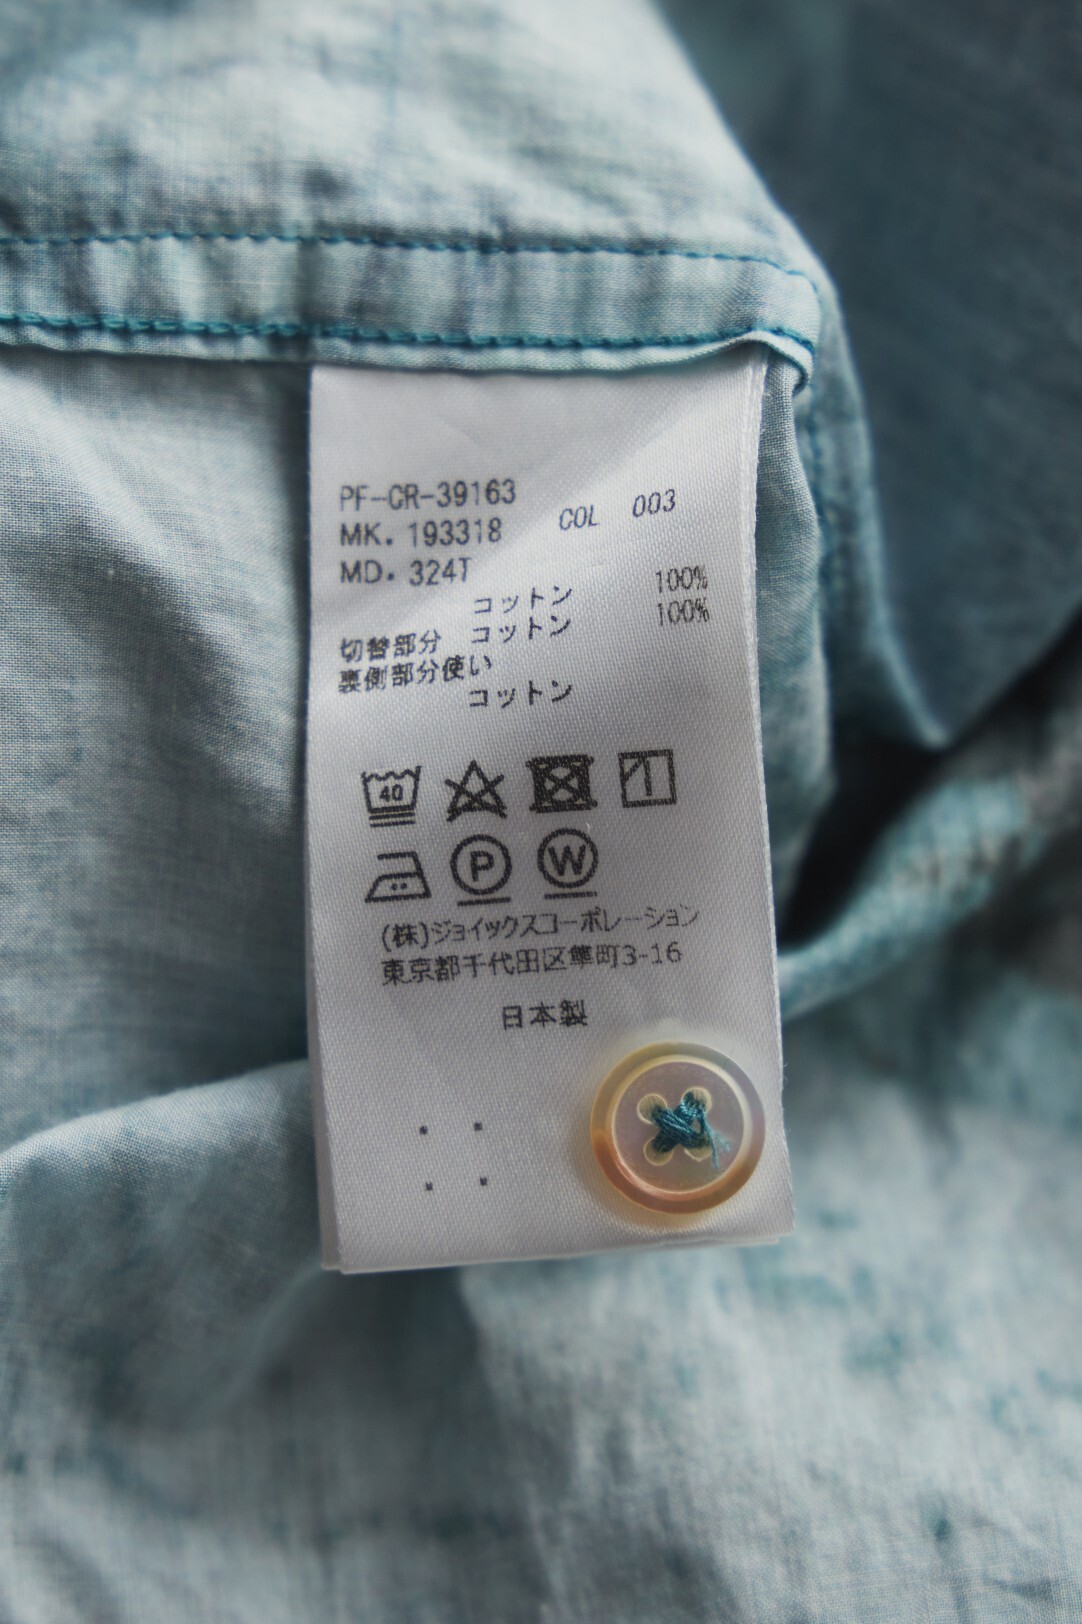 PF-CR-39163
MK. 193318 COL 003
MD. 324T
コットン 100%
切替部分 コットン 100%
裏側部分使い
コットン
40
P W
(株)ジョイックスコーポレーション
東京都千代田区隼町3-16
日本製